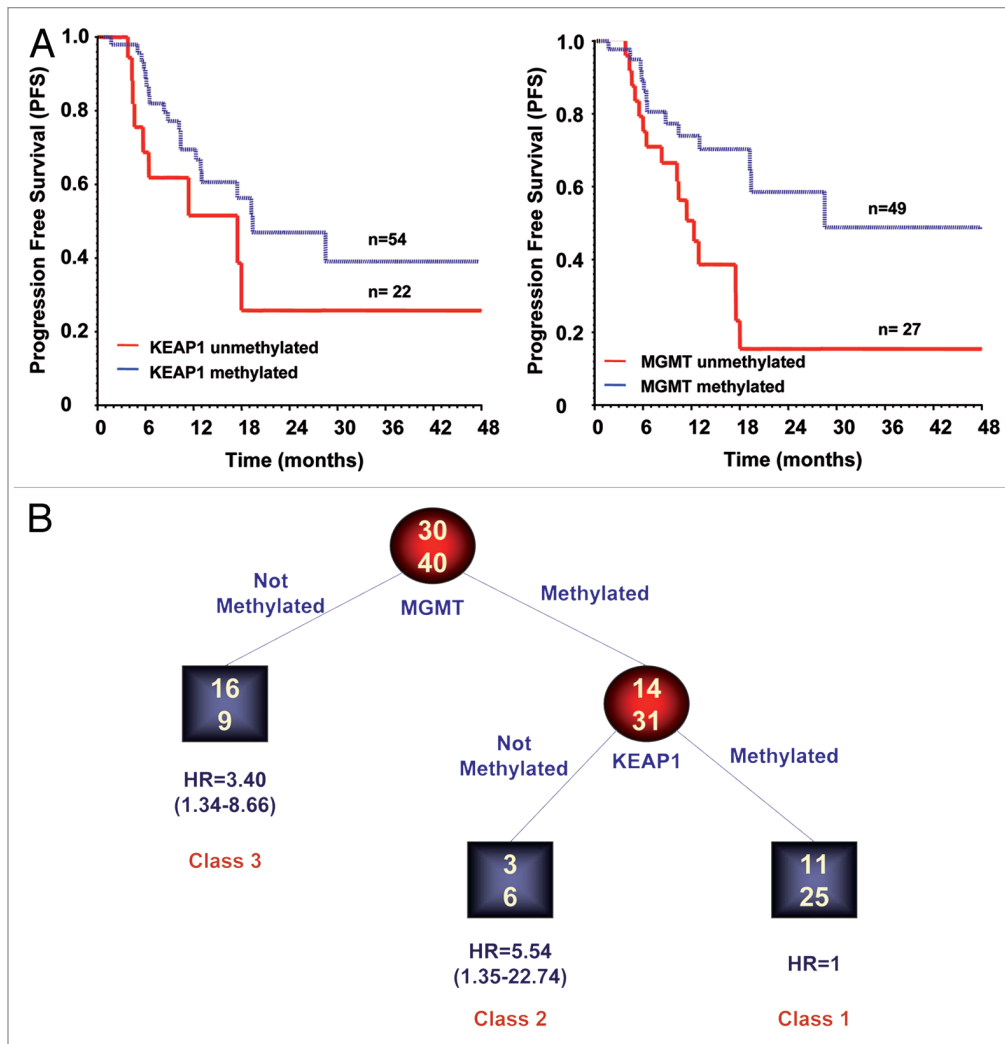 A
Progression Free Survival (PFS)
1.0
0.8
0.6
0.4
0.2
0
n=54
n= 22
KEAP1 unmethylated
KEAP1 methylated
0 6 12 18 24 30 36 42 48
Time (months)
Progression Free Survival (PFS)
1.0
0.8
0.6
0.4
0.2
0
n=49
n= 27
MGMT unmethylated
MGMT methylated
0 6 12 18 24 30 36 42 48
Time (months)
B
30
40
MGMT
Not
Methylated
Methylated
16
9
HR=3.40
(1.34-8.66)
Class 3
14
31
KEAP1
Not
Methylated
Methylated
3
6
HR=5.54
(1.35-22.74)
Class 2
11
25
HR=1
Class 1